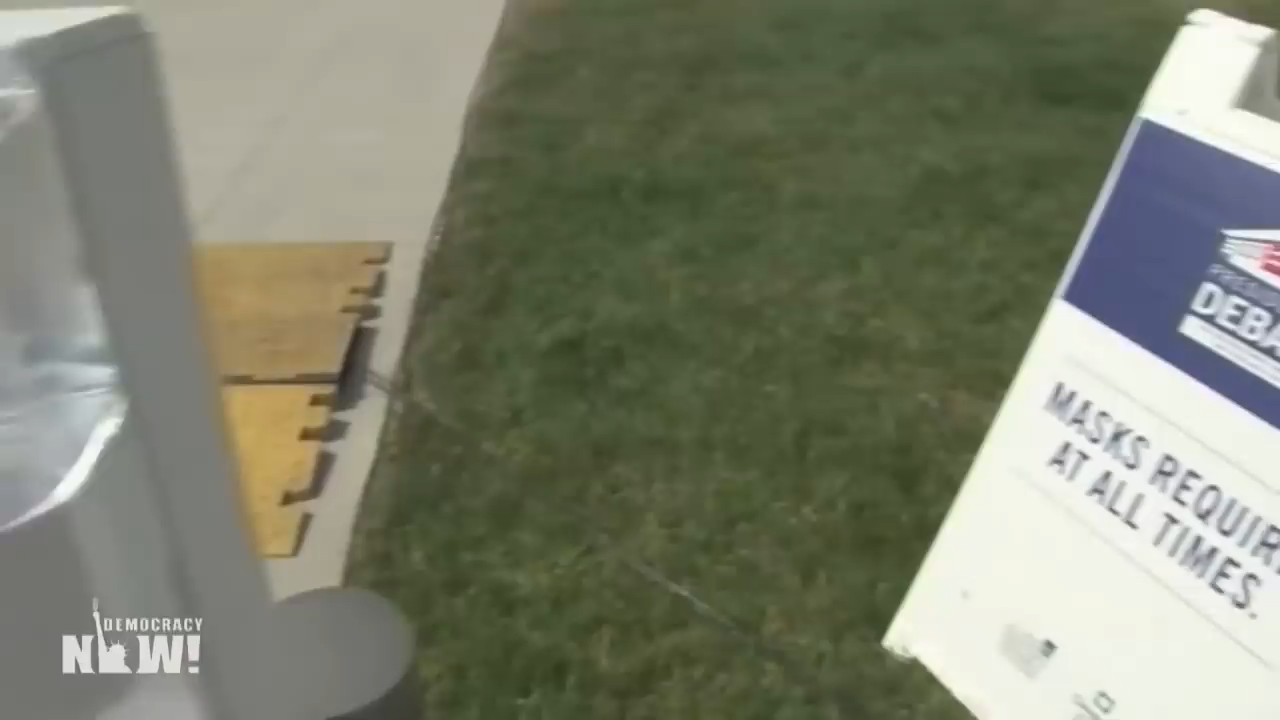 DEBA
MASKS REQUIR
AT ALL TIMES.
DEMOCRACY
NOW!